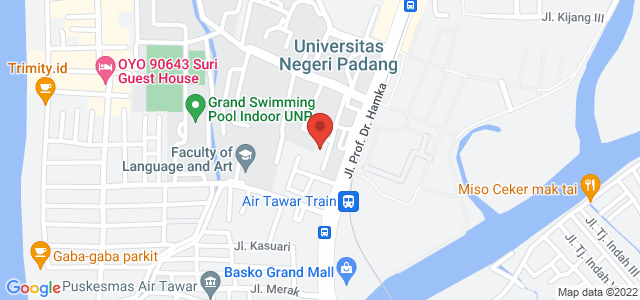 Jl. Kijang III
Universitas
Negeri Padang
OYO 90643 Suri
Guest House
Trimity.id
Grand Swimming
Pool Indoor UNP
Jl. Prof. Dr. Hamka
Faculty of
Language and Art
Miso Ceker mak tai
Air Tawar Train
Jl. Tj. Indah
Jl. Tj. Indah V
Jl. Kasuari
Gaba-gaba parkit
Basko Grand Mall
Puskesmas Air Tawar
Jl. Merak
Google
Map data ©2022